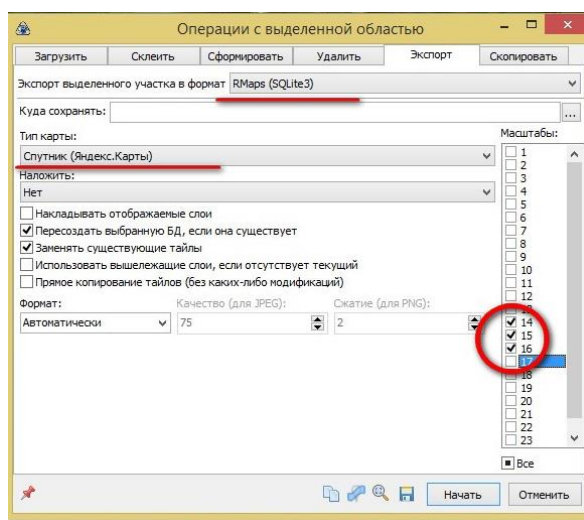 Операции с выделенной областью
Загрузить Склеить Сформировать Удалить Экспорт Скопировать
Экспорт выделенного участка в формат RMaps (SQLite3)
Куда сохранять: ...
Тип карты:
Спутник (Яндекс.Карты)
Наложить:
Нет
Накладывать отображаемые слои
Пересоздать выбранную БД, если она существует
Заменять существующие тайлы
Использовать вышележащие слои, если отсутствует текущий
Прямое копирование тайлов (без каких-либо модификаций)
Формат: Качество (для JPEG): Сжатие (для PNG):
Автоматически 75 2
Масштабы:
1
2
3
4
5
6
7
8
9
10
11
12
13
14
15
16
17
18
19
20
21
22
23
Все
Начать Отменить